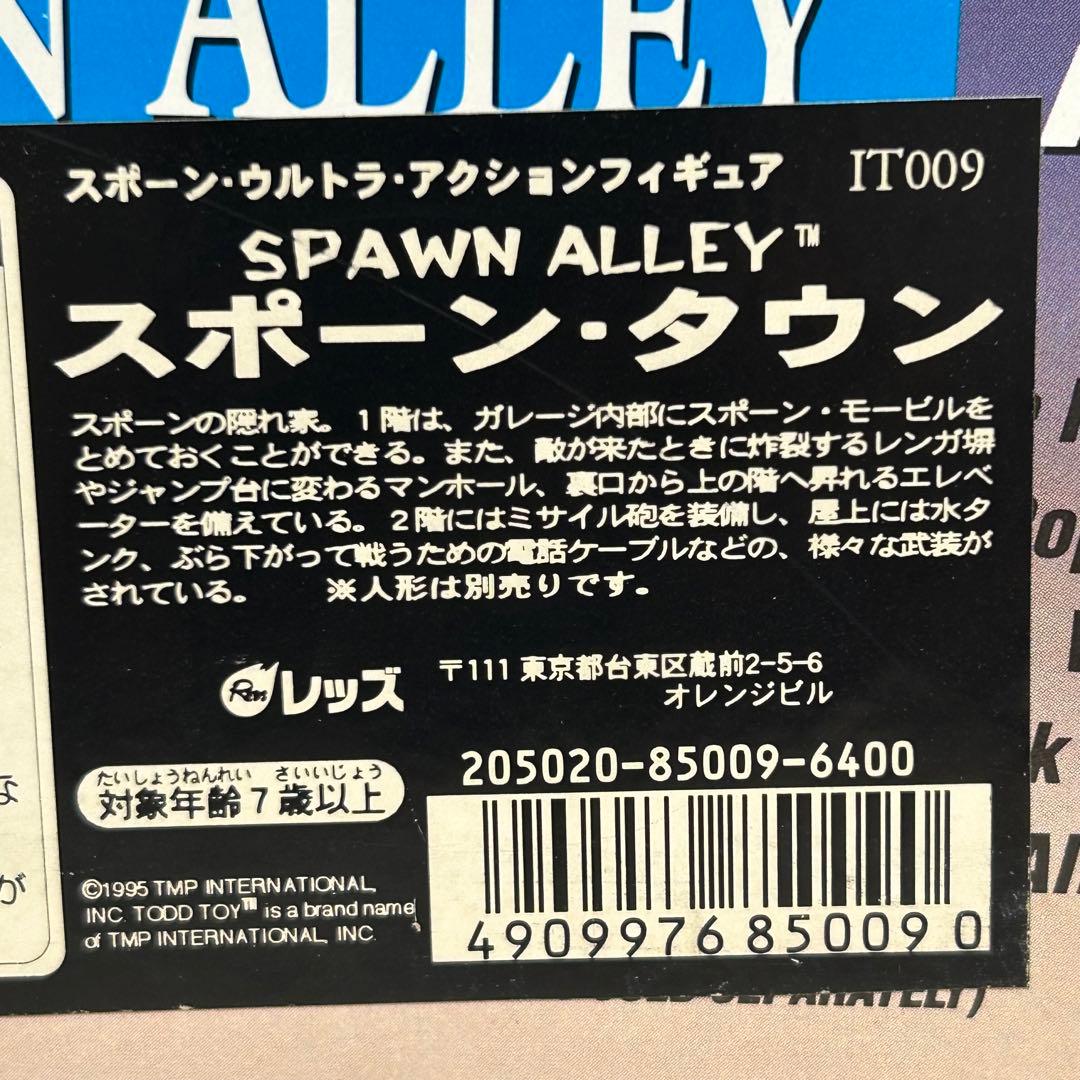 N ALLEY
スポーン・ウルトラ・アクションフィギュア IT009
SPAWN ALLEY™
スポーン・タウン
スポーンの隠れ家。1階は、ガレージ内部にスポーン・モービルを
とめておくことができる。また、敵が来たときに炸裂するレンガ塀
やジャンプ台に変わるマンホール、裏口から上の階へ昇れるエレベ
ーターを備えている。2階にはミサイル砲を装備し、屋上には水タ
ンク、ぶら下がって戦うための電話ケーブルなどの、様々な武装が
されている。 ※人形は別売りです。
レッズ
〒111 東京都台東区蔵前2-5-6
オレンジビル
205020-85009-6400
たいしょうねんれい さいいじょう
対象年齢7歳以上
©1995 TMP INTERNATIONAL,
INC. TODD TOY™ is a brand name
of TMP INTERNATIONAL, INC.
4909976850090
な
が